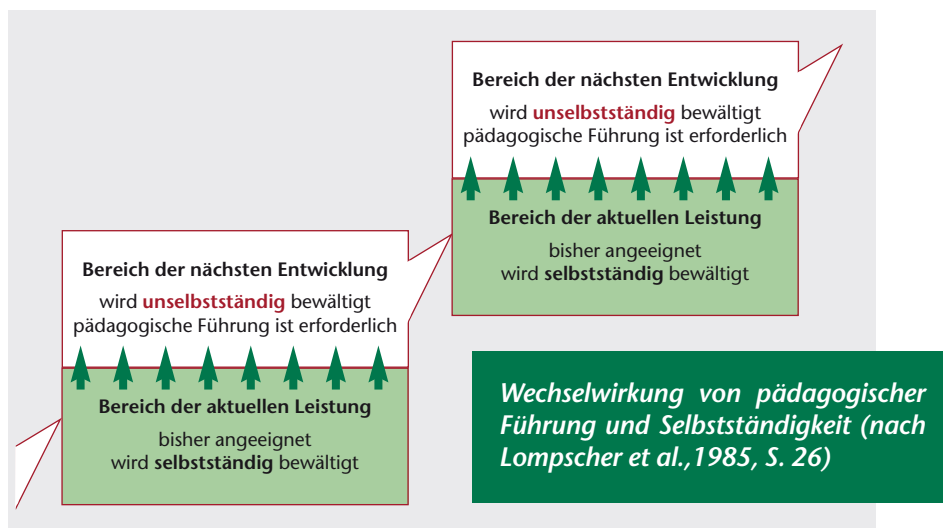 Bereich der nächsten Entwicklung
wird unselbstständig bewältigt
pädagogische Führung ist erforderlich
Bereich der aktuellen Leistung
bisher angeeignet
wird selbstständig bewältigt
Bereich der nächsten Entwicklung
wird unselbstständig bewältigt
pädagogische Führung ist erforderlich
Bereich der aktuellen Leistung
bisher angeeignet
wird selbstständig bewältigt
Wechselwirkung von pädagogischer
Führung und Selbstständigkeit (nach
Lompscher et al.,1985, S. 26)